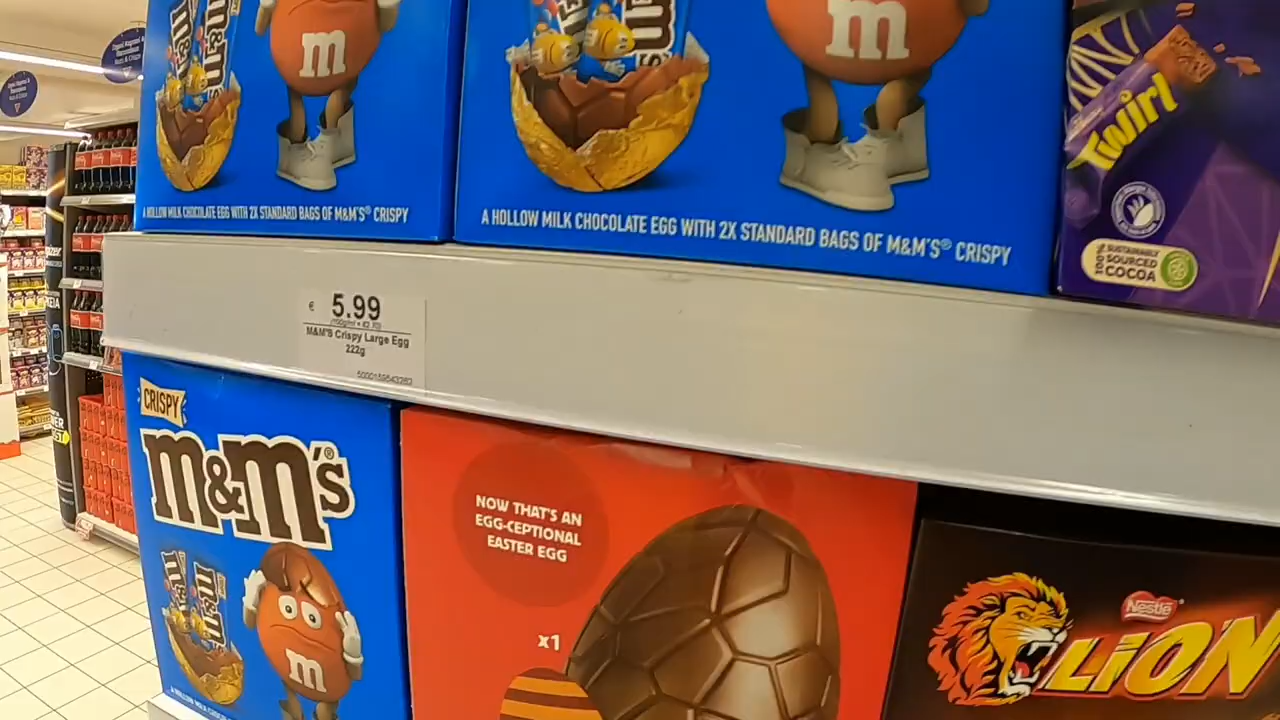 m&m's
m&m's
m
m&m's
m
Twirl
A HOLLOW MILK CHOCOLATE EGG WITH 2X STANDARD BAGS OF M&M'S® CRISPY
A HOLLOW MILK CHOCOLATE EGG WITH 2X STANDARD BAGS OF M&M'S® CRISPY
100% SUSTAINABLY
SOURCED
COCOA
€ 5.99
M&M'S Crispy Large Egg
222g
CRISPY
m&m's®
m&m's
m
NOW THAT'S AN
EGG-CEPTIONAL
EASTER EGG
x1
Nestlé®
LION